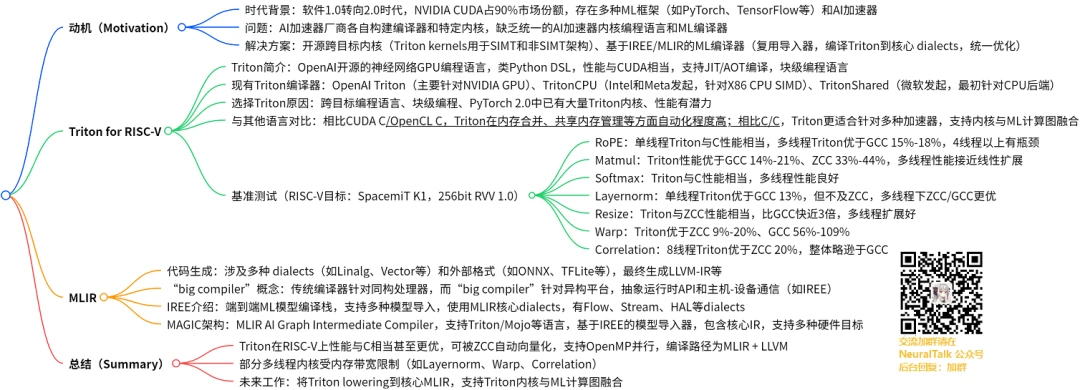 动机（Motivation）
时代背景：软件1.0转向2.0时代，NVIDIA CUDA占90%市场份额，存在多种ML框架（如PyTorch、TensorFlow等）和AI加速器
问题：AI加速器厂商各自构建编译器和特定内核，缺乏统一的AI加速器内核编程语言和ML编译器
解决方案：开源跨目标内核（Triton kernels用于SIMT和非SIMT架构）、基于IREE/MLIR的ML编译器（复用导入器，编译Triton到核心 dialects，统一优化）
Triton for RISC-V
Triton简介：OpenAI开源的神经网络GPU编程语言，类Python DSL，性能与CUDA相当，支持JIT/AOT编译，块级编程语言
现有Triton编译器：OpenAI Triton（主要针对NVIDIA GPU）、TritonCPU（Intel和Meta发起，针对X86 CPU SIMD）、TritonShared（微软发起，最初针对CPU后端）
选择Triton原因：跨目标编程语言、块级编程、PyTorch 2.0中已有大量Triton内核、性能有潜力
与其他语言对比：相比CUDA C/OpenCL C，Triton在内存合并、共享内存管理等方面自动化程度高；相比C/C，Triton更适合针对多种加速器，支持内核与ML计算图融合
基准测试（RISC-V目标：SpacemiT K1，256bit RVV 1.0）
RoPE：单线程Triton与C性能相当，多线程Triton优于GCC 15%-18%，4线程以上有瓶颈
Matmul：Triton性能优于GCC 14%-21%、ZCC 33%-44%，多线程性能接近线性扩展
Softmax：Triton与C性能相当，多线程性能良好
Layernorm：单线程Triton优于GCC 13%，但不及ZCC，多线程下ZCC/GCC更优
Resize：Triton与ZCC性能相当，比GCC快近3倍，多线程扩展好
Warp：Triton优于ZCC 9%-20%、GCC 56%-109%
Correlation：8线程Triton优于ZCC 20%，整体略逊于GCC
MLIR
代码生成：涉及多种 dialects（如Linalg、Vector等）和外部格式（如ONNX、TFLite等），最终生成LLVM-IR等
“big compiler”概念：传统编译器针对同构处理器，而“big compiler”针对异构平台，抽象运行时API和主机-设备通信（如IREE）
IREE介绍：端到端ML模型编译栈，支持多种模型导入，使用MLIR核心dialects，有Flow、Stream、HAL等dialects
MAGIC架构：MLIR AI Graph Intermediate Compiler，支持Triton/Mojo等语言，基于IREE的模型导入器，包含核心IR，支持多种硬件目标
总结（Summary）
Triton在RISC-V上性能与C相当甚至更优，可被ZCC自动向量化，支持OpenMP并行，编译路径为MLIR + LLVM
部分多线程内核受内存带宽限制（如Layernorm、Warp、Correlation）
未来工作：将Triton lowering到核心MLIR，支持Triton内核与ML计算图融合
交流加群请在
NeuralTalk 公众号
后台回复：加群